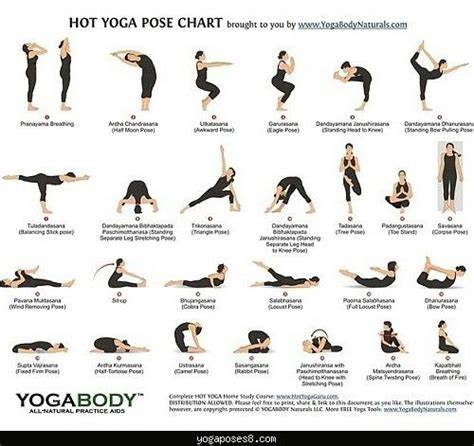 HOT YOGA POSE CHART brought to you by www.YogaBodyNaturals.com
Pranayama Breathing
Ardha Chandrasana
(Half Moon Pose)
Utkatasana
(Awkward Pose)
Garurasana
(Eagle Pose)
Dandayamana Janushirasana
(Standing Head to Knee)
Dandayamana Dhanurasana
(Standing Bow Pulling Pose)
Tuladandasana
(Balancing Stick pose)
Dandayamana Bibhaktapada
Paschimotthanasa (Standing
Separate Leg Stretching Pose)
Trikonasana
(Triangle Pose)
Dandayamana
Bibhaktapada
Janushirasana (Standing
Separate Leg Head
to Knee Pose)
Tadasana
(Tree Pose)
Padangustasana
(Toe Stand)
Savasana
(Corpse Pose)
Pavana Muktasana
(Wind Removing Pose)
Sit-up
Bhujangasana
(Cobra Pose)
Salabhasana
(Locust Pose)
Poorna Salabhasana
(Full Locust Pose)
Dhanurasana
(Bow Pose)
Supta Vajrasana
(Fixed Firm Pose)
Ardha Kurmasana
(Half-Tortoise Pose)
Ustrasana
(Camel Pose)
Sasangasana
(Rabbit Pose)
Janushirasna with
Paschimothanasana
(Head to Knee with
Stretching Pose)
Ardha
Matsyendrasana
(Spine Twisting Pose)
Kapalbhati
Breathing
(Breath of Fire)
YOGABODY™
ALL-NATURAL PRACTICE AIDS
Complete HOT YOGA Home Study Course: www.HotYogaGuru.com
DISTRIBUTION ALLOWED. Please feel free to print, share & link to this document as you like. The illustrations themselves
however, are copyright protected © YOGABODY Naturals LLC. More FREE Yoga Tools: www.YogaBodyNaturals.com
yogaposes8.com